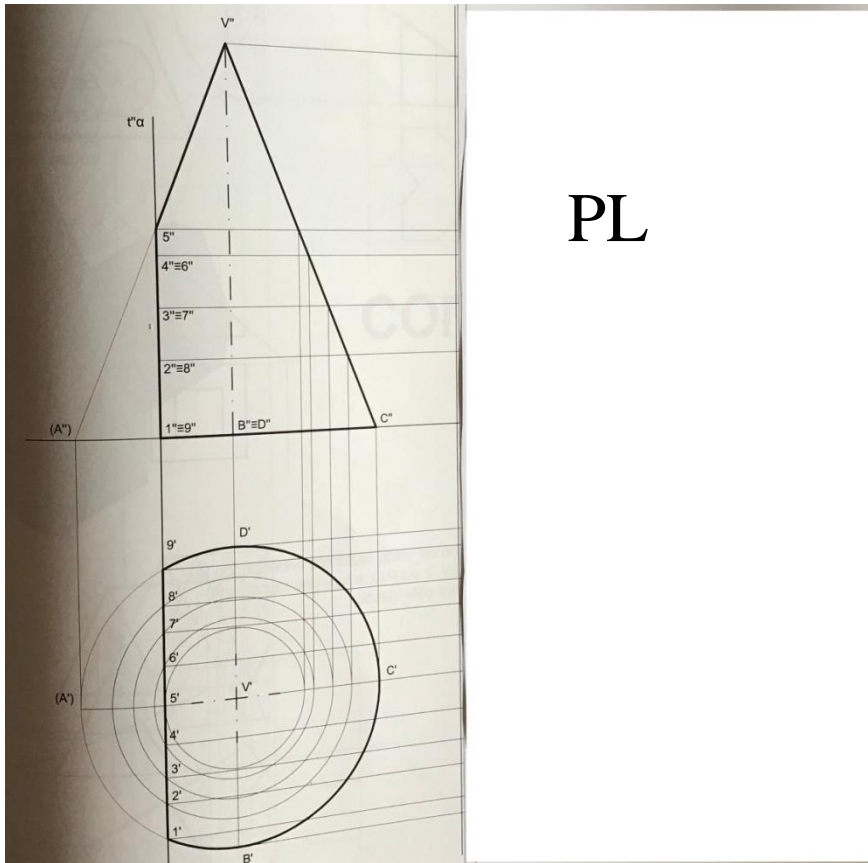 V"
t"α
PL
5"
4"≡6"
3"≡7"
COI
2"≡8"
(A")
1"≡9"
B"≡D"
C"
9'
D'
8'
7'
6'
(A')
5'
V'
C'
4'
3'
2'
1'
B'